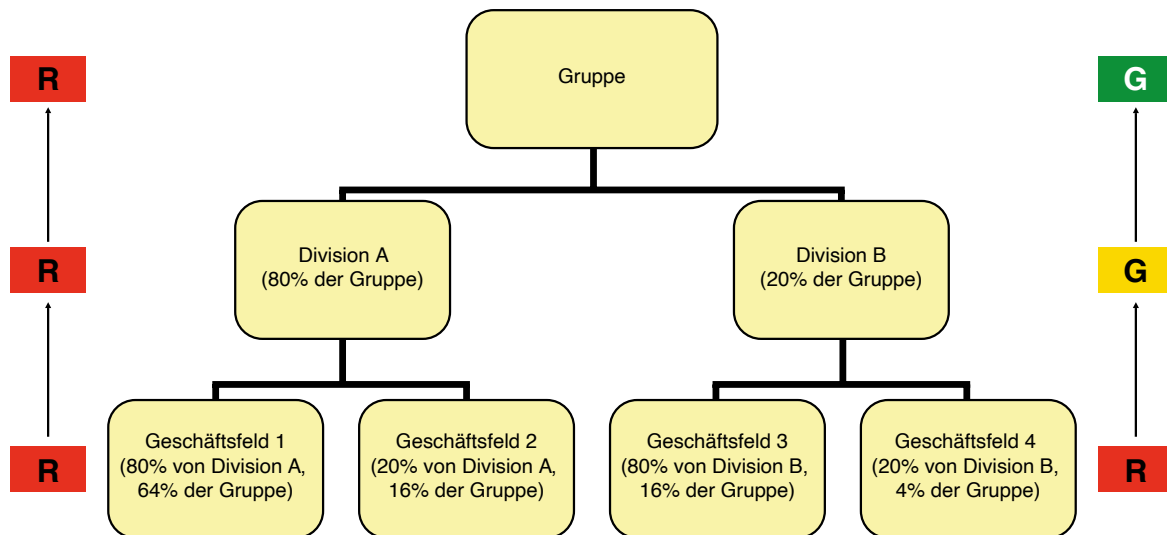 Gruppe
R
G
Division A
(80% der Gruppe)
Division B
(20% der Gruppe)
R
G
Geschäftsfeld 1
(80% von Division A,
64% der Gruppe)
Geschäftsfeld 2
(20% von Division A,
16% der Gruppe)
Geschäftsfeld 3
(80% von Division B,
16% der Gruppe)
Geschäftsfeld 4
(20% von Division B,
4% der Gruppe)
R
R